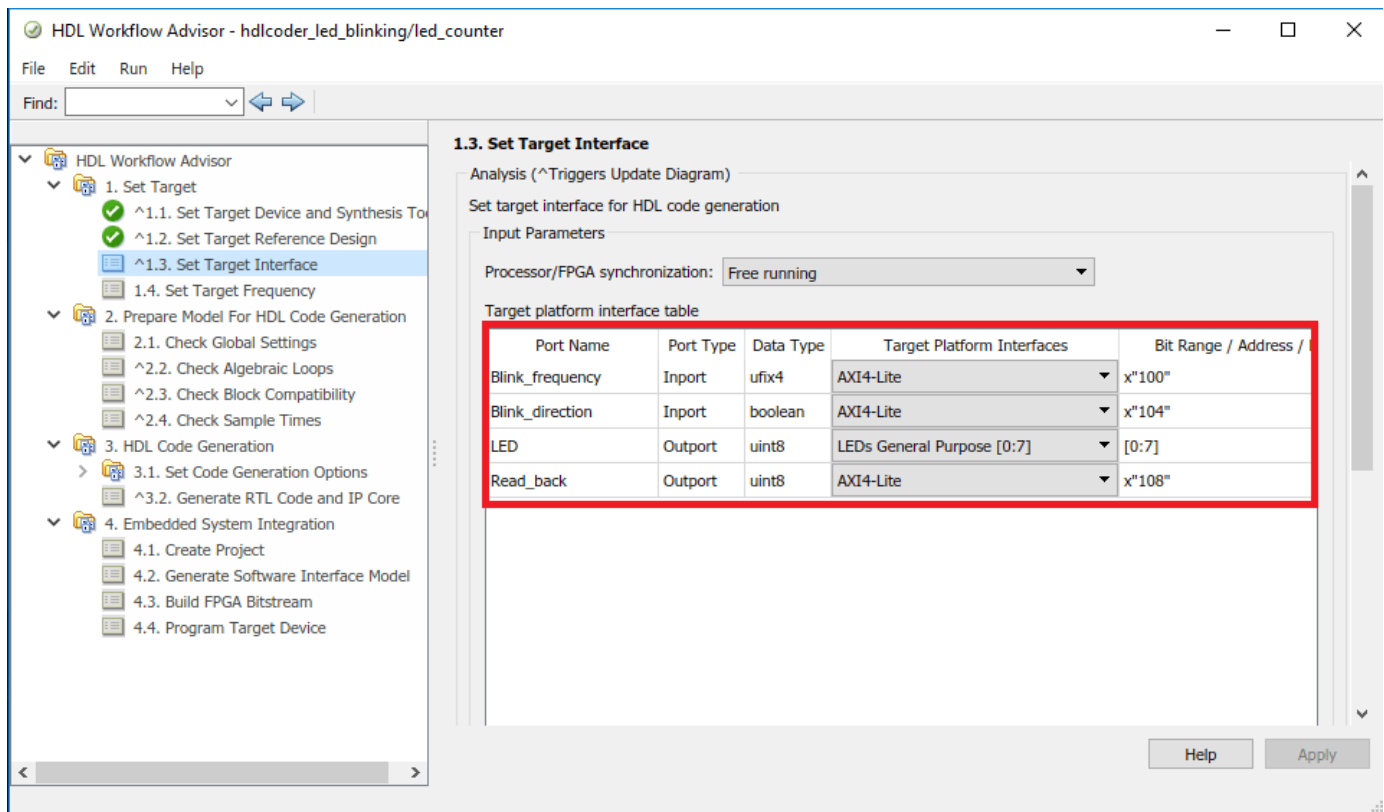 HDL Workflow Advisor - hdlcoder_led_blinking/led_counter
File Edit Run Help
Find:
HDL Workflow Advisor
1. Set Target
^1.1. Set Target Device and Synthesis To
^1.2. Set Target Reference Design
^1.3. Set Target Interface
1.4. Set Target Frequency
2. Prepare Model For HDL Code Generation
2.1. Check Global Settings
^2.2. Check Algebraic Loops
^2.3. Check Block Compatibility
^2.4. Check Sample Times
3. HDL Code Generation
3.1. Set Code Generation Options
^3.2. Generate RTL Code and IP Core
4. Embedded System Integration
4.1. Create Project
4.2. Generate Software Interface Model
4.3. Build FPGA Bitstream
4.4. Program Target Device
1.3. Set Target Interface
Analysis (^Triggers Update Diagram)
Set target interface for HDL code generation
Input Parameters
Processor/FPGA synchronization: Free running
Target platform interface table
Port Name Port Type Data Type Target Platform Interfaces Bit Range / Address /
Blink_frequency Inport ufix4 AXI4-Lite x"100"
Blink_direction Inport boolean AXI4-Lite x"104"
LED Outport uint8 LEDs General Purpose [0:7] [0:7]
Read_back Outport uint8 AXI4-Lite x"108"
Help Apply